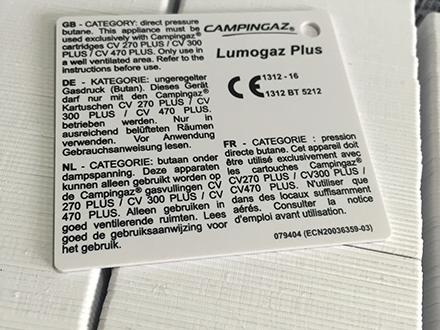 GB - CATEGORY: direct pressure
butane. This appliance must be
used exclusively with Campingaz®
cartridges CV 270 PLUS / CV 300
PLUS / CV 470 PLUS. Only use in
a well ventilated area. Refer to the
instructions before use.
DE - KATEGORIE: ungeregelter
Gasdruck (Butan). Dieses Gerät
darf nur mit den Campingaz®
Kartuschen CV 270 PLUS / CV
300 PLUS / CV 470 PLUS:
betrieben werden. Nur in
ausreichend belüfteten Räumen
verwenden. Vor Anwendung
Gebrauchsanweisung lesen.
NL - KATEGORIE: butaan onder
dampspanning. Deze apparaten
kunnen alleen gebruikt worden op
de Campingaz® gasvullingen CV
270 PLUS / CV 300 PLUS / CV
470 PLUS. Alleen gebruiken in
goed ventilerende ruimten. Lees
goed de gebruiksaanwijzing voor
het gebruik.
CAMPINGAZ®
Lumogaz Plus
CE 1312 - 16
1312 BT 5212
FR - CATEGORIE : pression
directe butane. Cet appareil doit
être utilisé exclusivement avec
les cartouches Campingaz®
CV270 PLUS / CV300 PLUS /
CV470 PLUS. N'utiliser que
dans des locaux suffisamment
aérés. Consulter la notice
d'emploi avant utilisation.
079404 (ECN20036359-03)